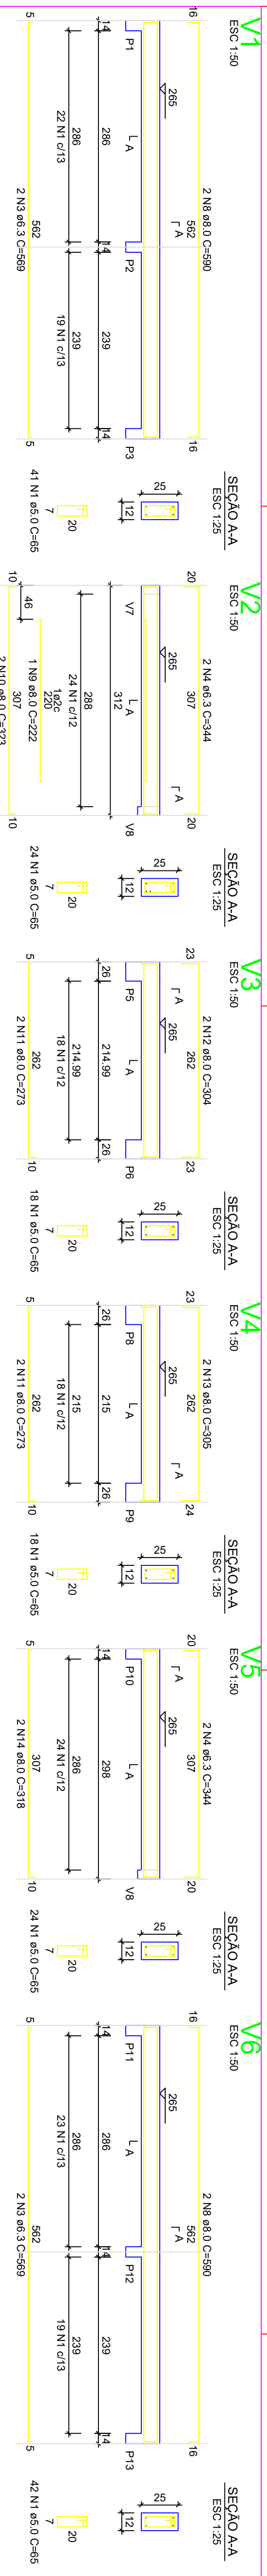 V1
ESC 1:50
2 N8 ø8.0 C=590
16
562
265
A
P1
A
P2
P3
14
286
14
239
14
286
239
22 N1 c/13
19 N1 c/13
5
562
5
2 N3 ø6.3 C=569
SEÇÃO A-A
ESC 1:25
25
12
20
7
41 N1 ø5.0 C=65
V2
ESC 1:50
2 N4 ø6.3 C=344
20
307
20
265
A
V7
A
V8
312
288
24 N1 c/12
1ø2c
220
46
1 N9 ø8.0 C=222
10
307
10
2 N10 ø8.0 C=323
SEÇÃO A-A
ESC 1:25
25
12
20
7
24 N1 ø5.0 C=65
V3
ESC 1:50
2 N12 ø8.0 C=304
23
262
23
A
265
P5
A
P6
26
214.99
26
214.99
18 N1 c/12
5
262
10
2 N11 ø8.0 C=273
SEÇÃO A-A
ESC 1:25
25
12
20
7
18 N1 ø5.0 C=65
V4
ESC 1:50
2 N13 ø8.0 C=305
23
262
24
265
A
P8
A
P9
26
215
26
215
18 N1 c/12
5
262
10
2 N11 ø8.0 C=273
SEÇÃO A-A
ESC 1:25
25
12
20
7
18 N1 ø5.0 C=65
V5
ESC 1:50
2 N4 ø6.3 C=344
20
307
20
A
265
P10
A
V8
14
298
286
24 N1 c/12
5
307
10
2 N14 ø8.0 C=318
SEÇÃO A-A
ESC 1:25
25
12
20
7
24 N1 ø5.0 C=65
V6
ESC 1:50
2 N8 ø8.0 C=590
16
562
16
265
A
P11
A
P12
P13
14
286
14
239
14
286
239
23 N1 c/13
19 N1 c/13
5
562
5
2 N3 ø6.3 C=569
SEÇÃO A-A
ESC 1:25
25
12
20
7
42 N1 ø5.0 C=65